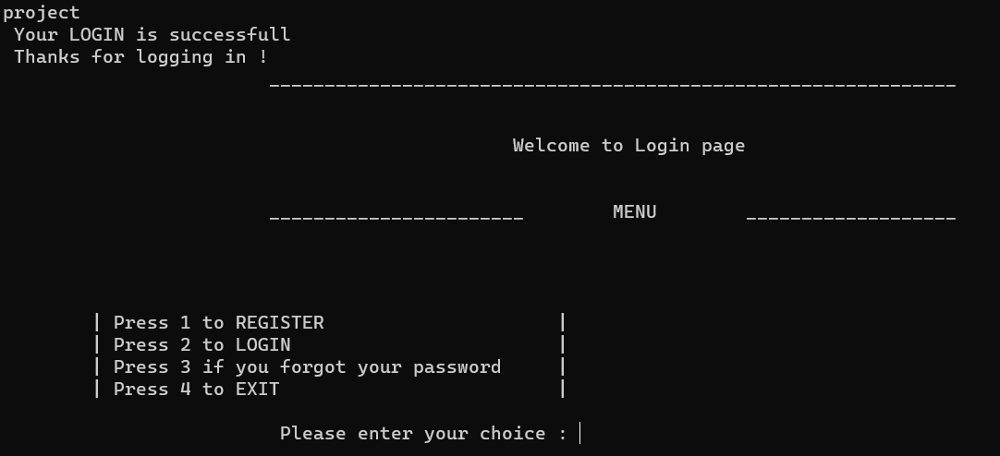 project
Your LOGIN is successfull
Thanks for logging in !
______________________________________________________________
Welcome to Login page
_______________________ MENU ___________________
| Press 1 to REGISTER |
| Press 2 to LOGIN |
| Press 3 if you forgot your password |
| Press 4 to EXIT |
Please enter your choice :